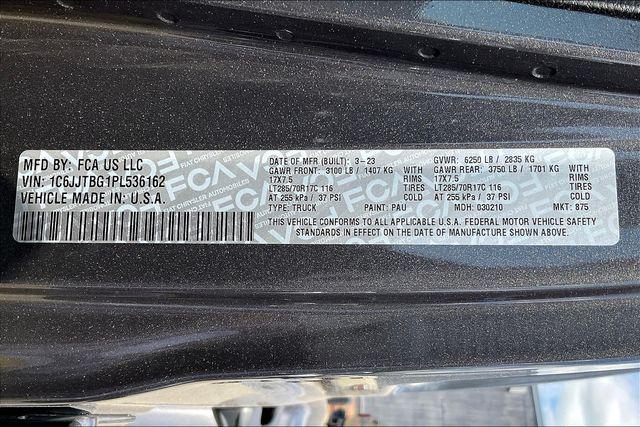 MFD BY: FCA US LLC
VIN: 1C6JJTBG1PL536162
VEHICLE MADE IN U.S.A.
DATE OF MFR (BUILT): 3-23 GVWR: 6250 LB / 2835 KG
GAWR FRONT: 3100 LB / 1407 KG WITH GAWR REAR: 3750 LB / 1701 KG WITH
17X7.5 RIMS 17X7.5 RIMS
LT285/70R17C 116 TIRES LT285/70R17C 116 TIRES
AT 255 kPa / 37 PSI COLD AT 255 kPa / 37 PSI COLD
TYPE: TRUCK PAINT: PAU MDH: 030210 MKT: 875
THIS VEHICLE CONFORMS TO ALL APPLICABLE U.S.A. FEDERAL MOTOR VEHICLE SAFETY
STANDARDS IN EFFECT ON THE DATE OF MANUFACTURE SHOWN ABOVE.